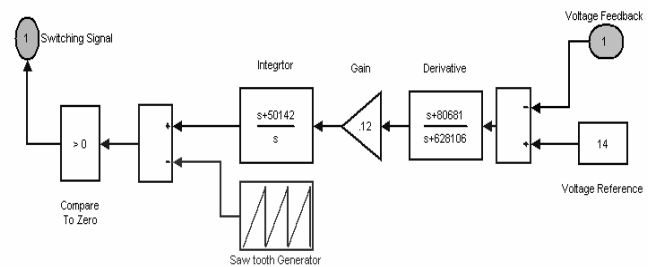 Voltage Feedback
1
Switching Signal
1
Integrtor
Gain
Derivative
s+50142
s
.12
s+80681
s+628106
-
+
14
Voltage Reference
> 0
+
-
Compare
To Zero
Saw tooth Generator